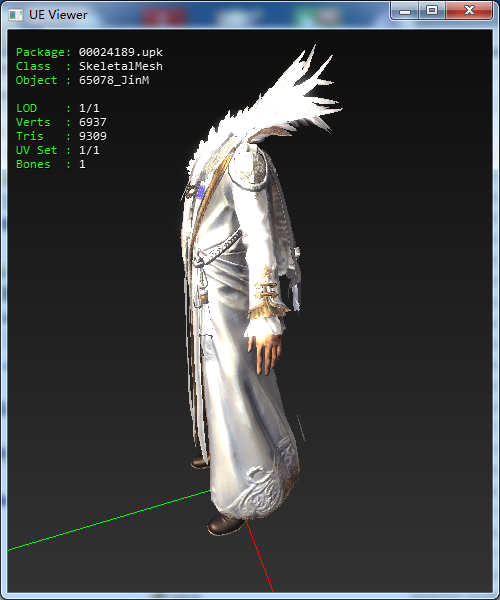 UE Viewer
Package: 00024189.upk
Class : SkeletalMesh
Object : 65078_JinM
LOD : 1/1
Verts : 6937
Tris : 9309
UV Set : 1/1
Bones : 1